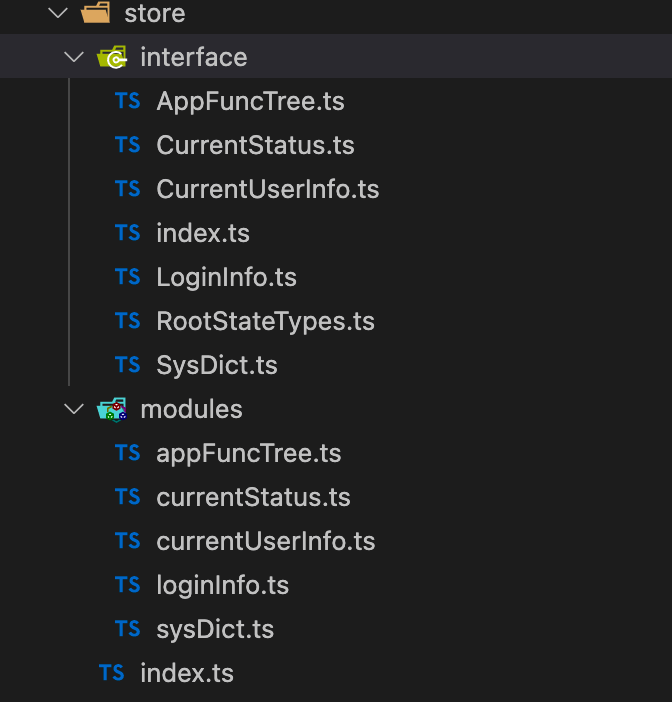 store
interface
TS AppFuncTree.ts
TS CurrentStatus.ts
TS CurrentUserInfo.ts
TS index.ts
TS LoginInfo.ts
TS RootStateTypes.ts
TS SysDict.ts
modules
TS appFuncTree.ts
TS currentStatus.ts
TS currentUserInfo.ts
TS loginInfo.ts
TS sysDict.ts
TS index.ts